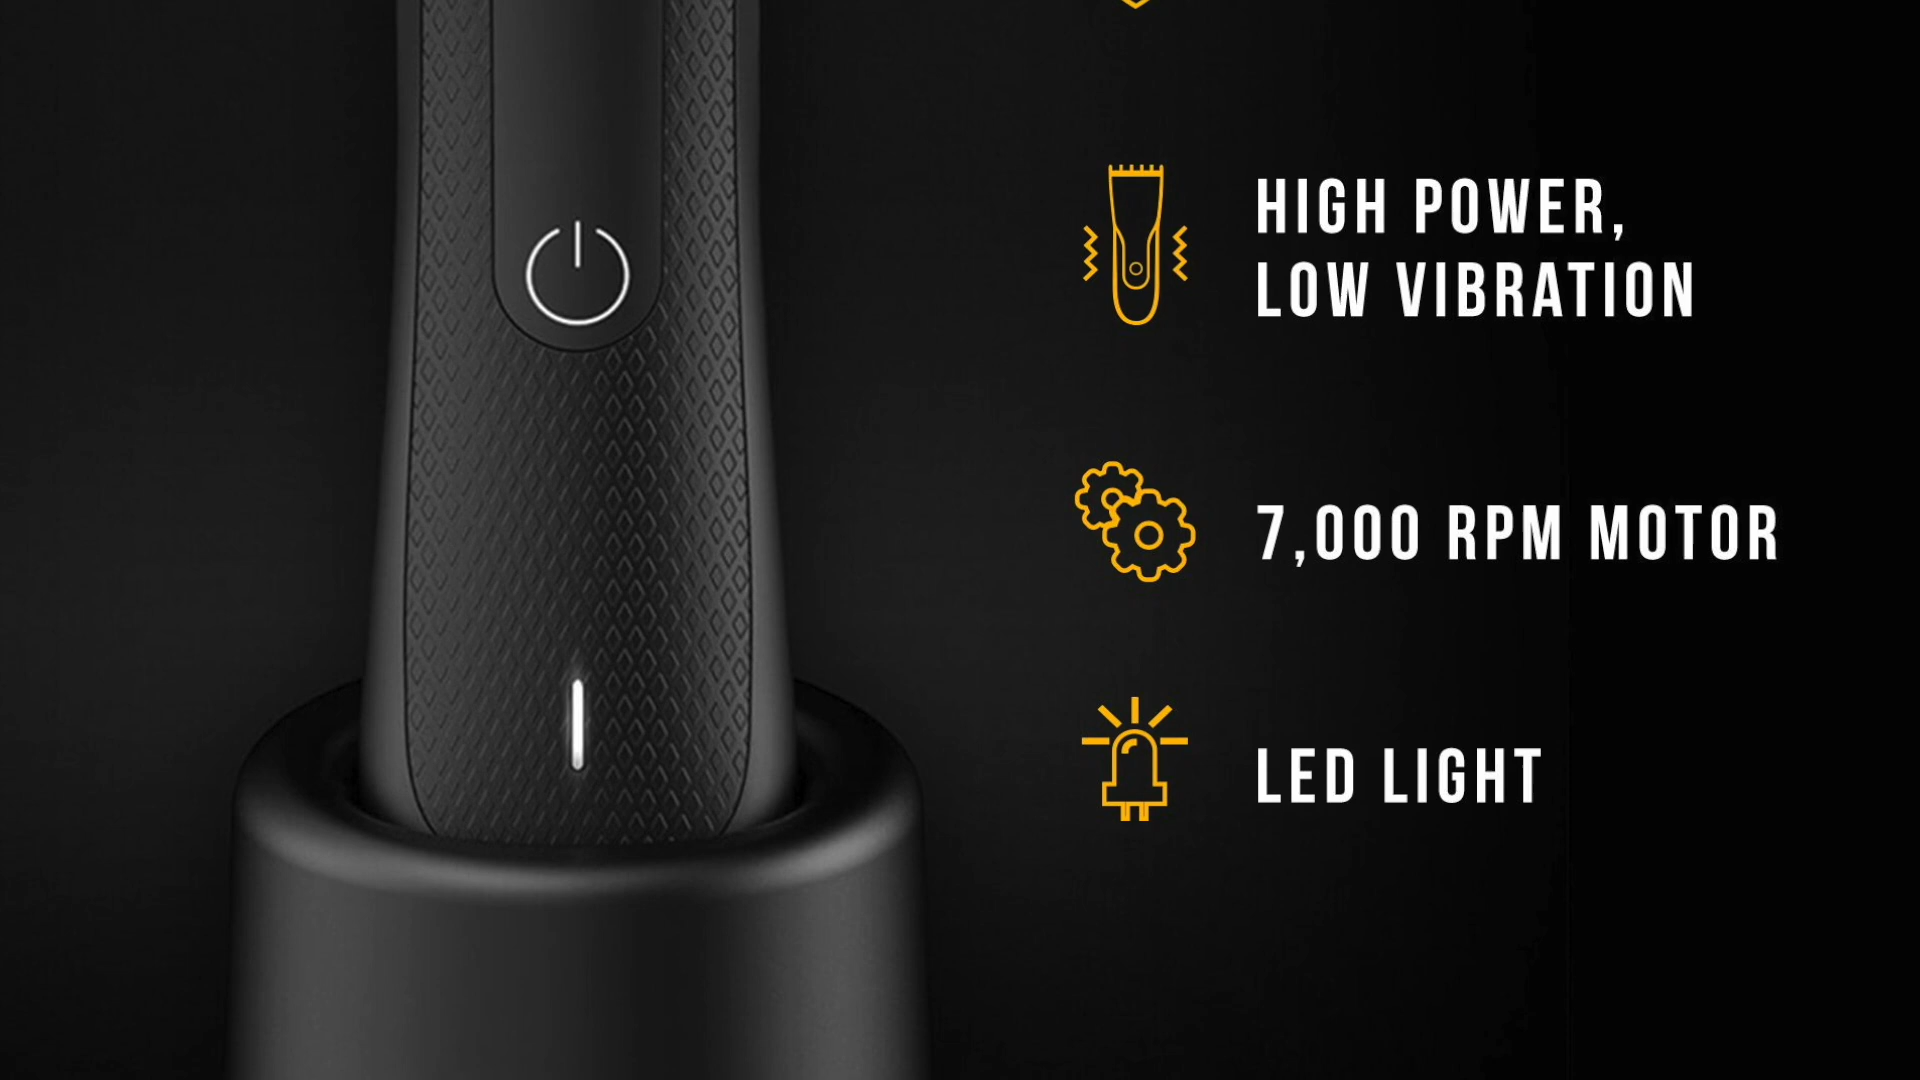 HIGH POWER,
LOW VIBRATION
7,000 RPM MOTOR
LED LIGHT